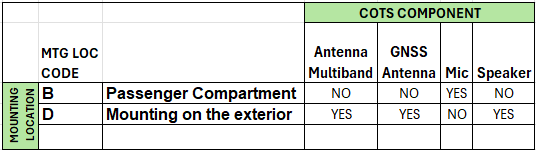 COTS COMPONENT
MTG LOC CODE Antenna Multiband GNSS Antenna Mic Speaker
MOUNTING LOCATION
B Passenger Compartment NO NO YES NO
D Mounting on the exterior YES YES NO YES